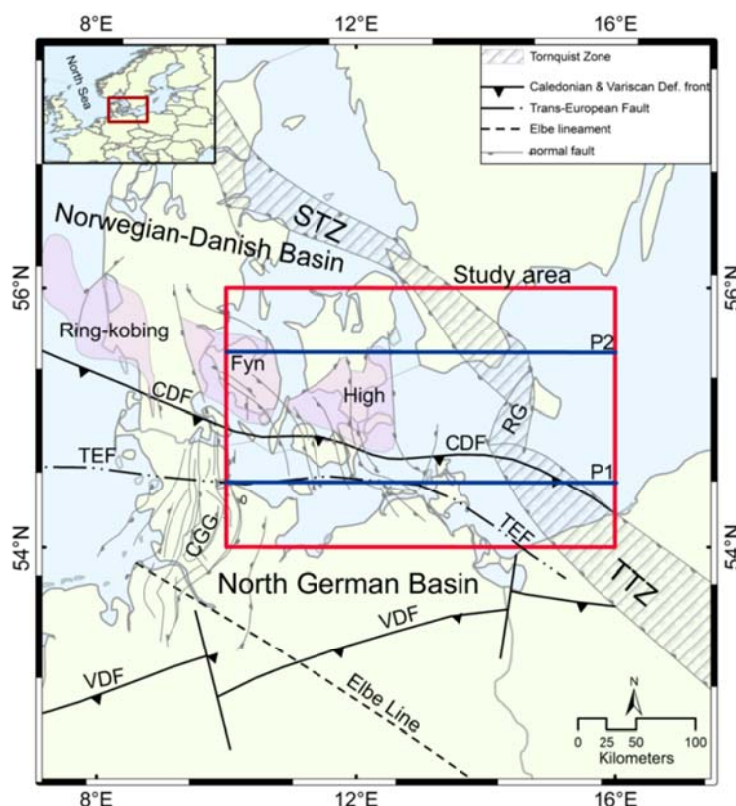 8°E
12°E
16°E
North Sea
Tornquist Zone
Caledonian & Variscan Def. front
Trans-European Fault
Elbe lineament
normal fault
STZ
Norwegian-Danish Basin
56°N
56°N
Study area
Ring-kobing
P2
Fyn
High
CDF
RG
CDF
TEF
P1
0
CGG
TEF
54°N
54°N
North German Basin
TTZ
VDF
VDF
Elbe Line
N
0 25 50 100
Kilometers
8°E
12°E
16°E